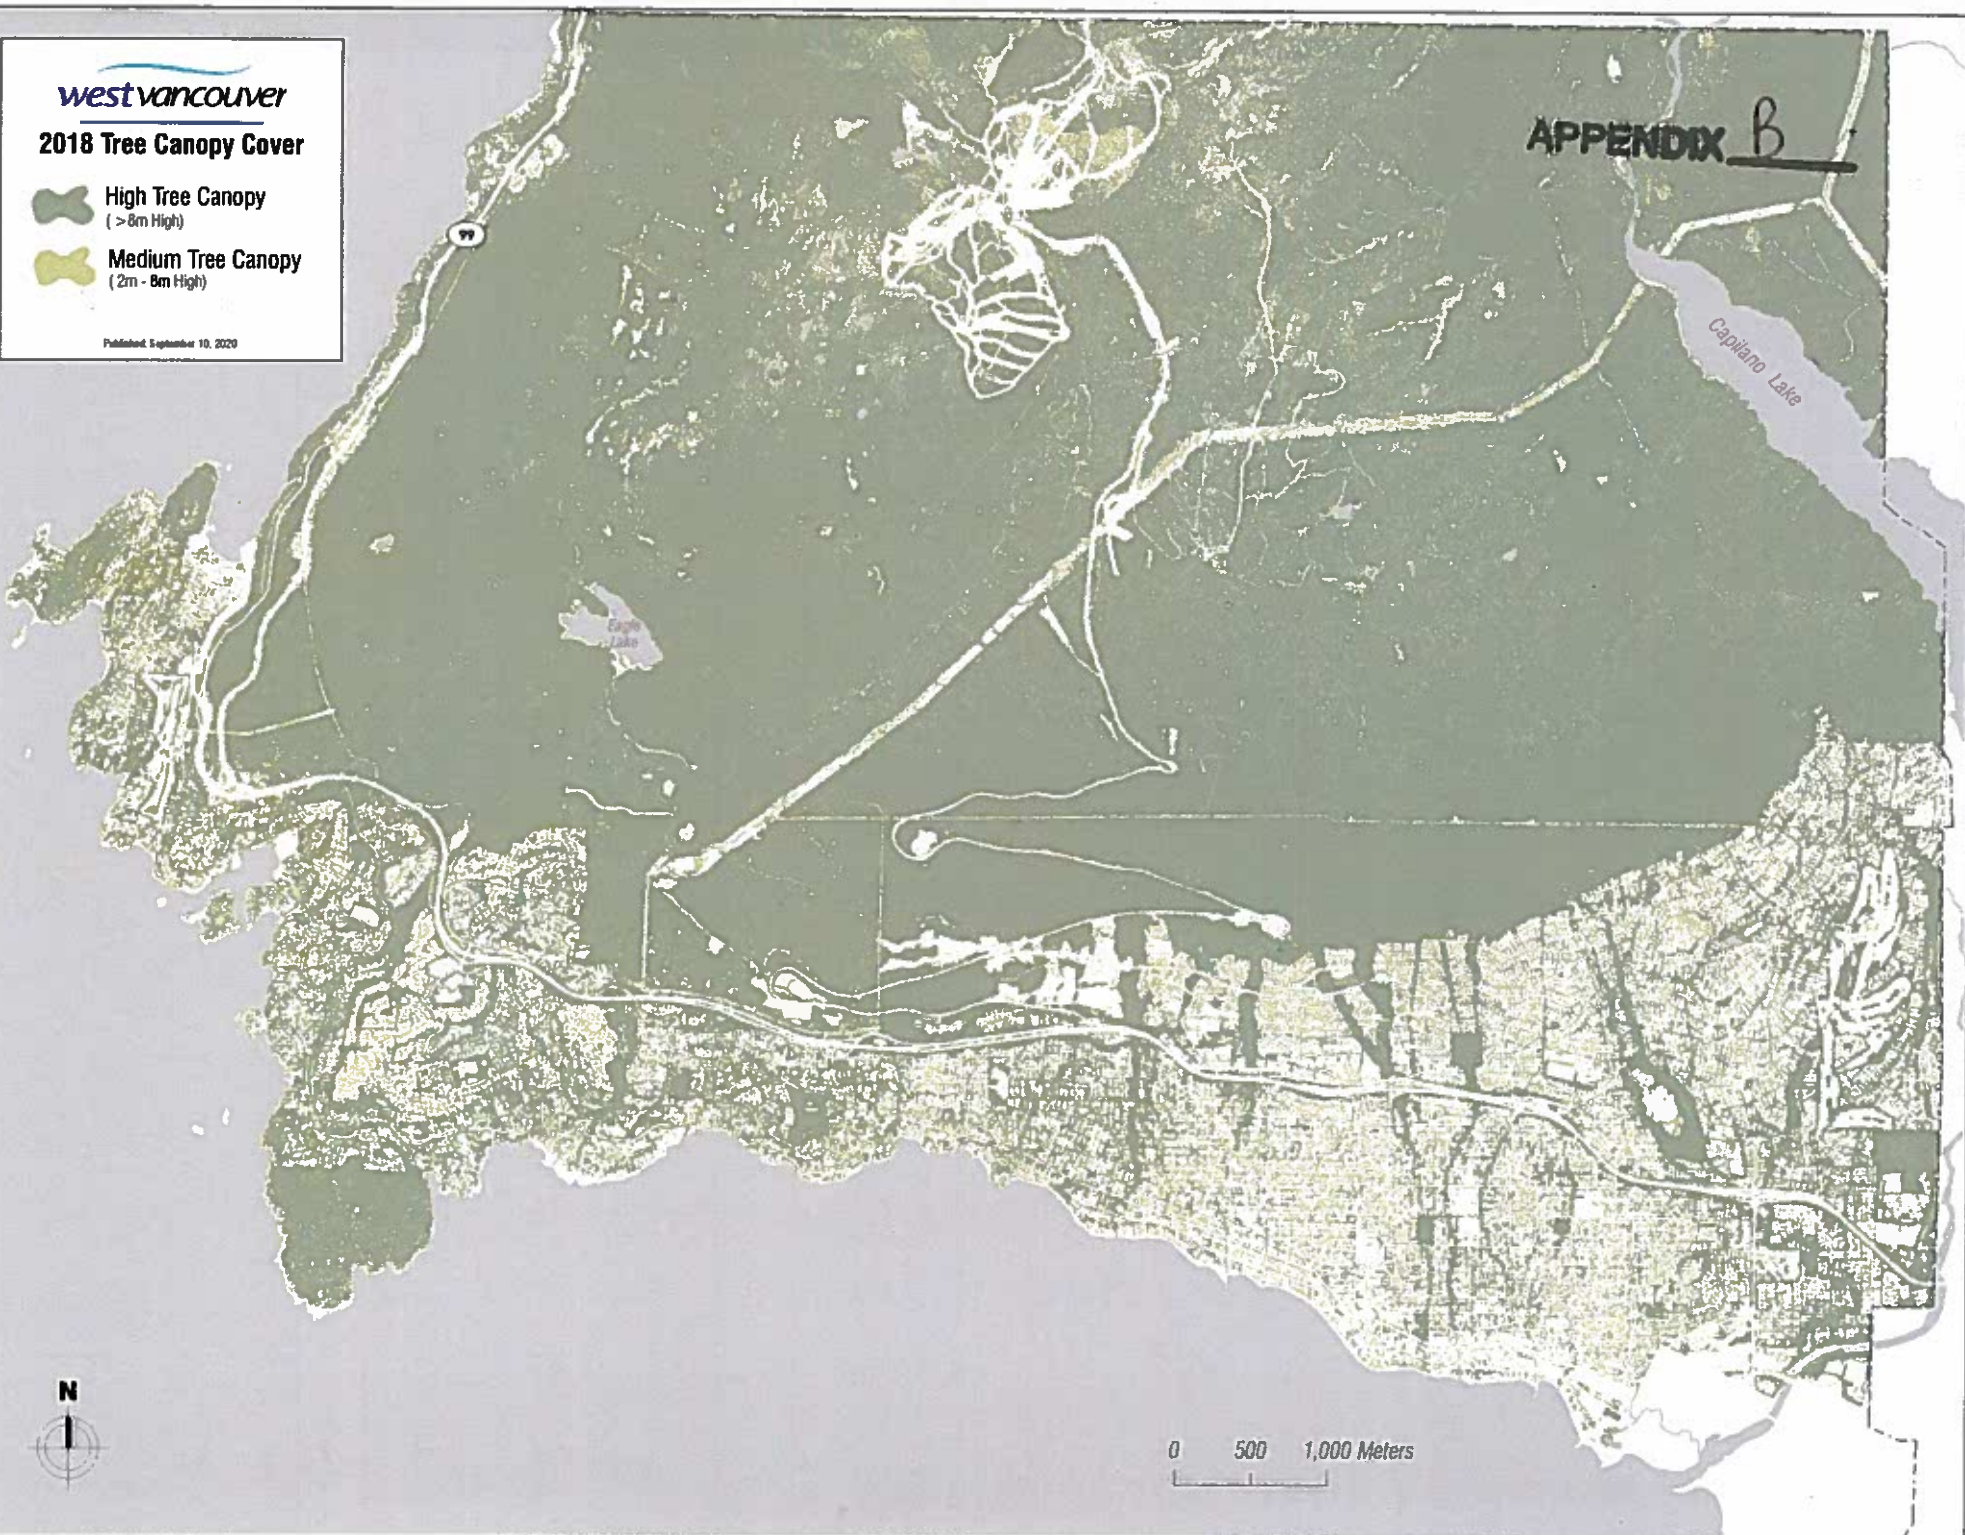 westvancouver
2018 Tree Canopy Cover
High Tree Canopy
( >8m High)
Medium Tree Canopy
( 2m - 8m High)
Published: September 10, 2020
99
APPENDIX B
Capilano Lake
Eagle
Lake
N
0 500 1,000 Meters